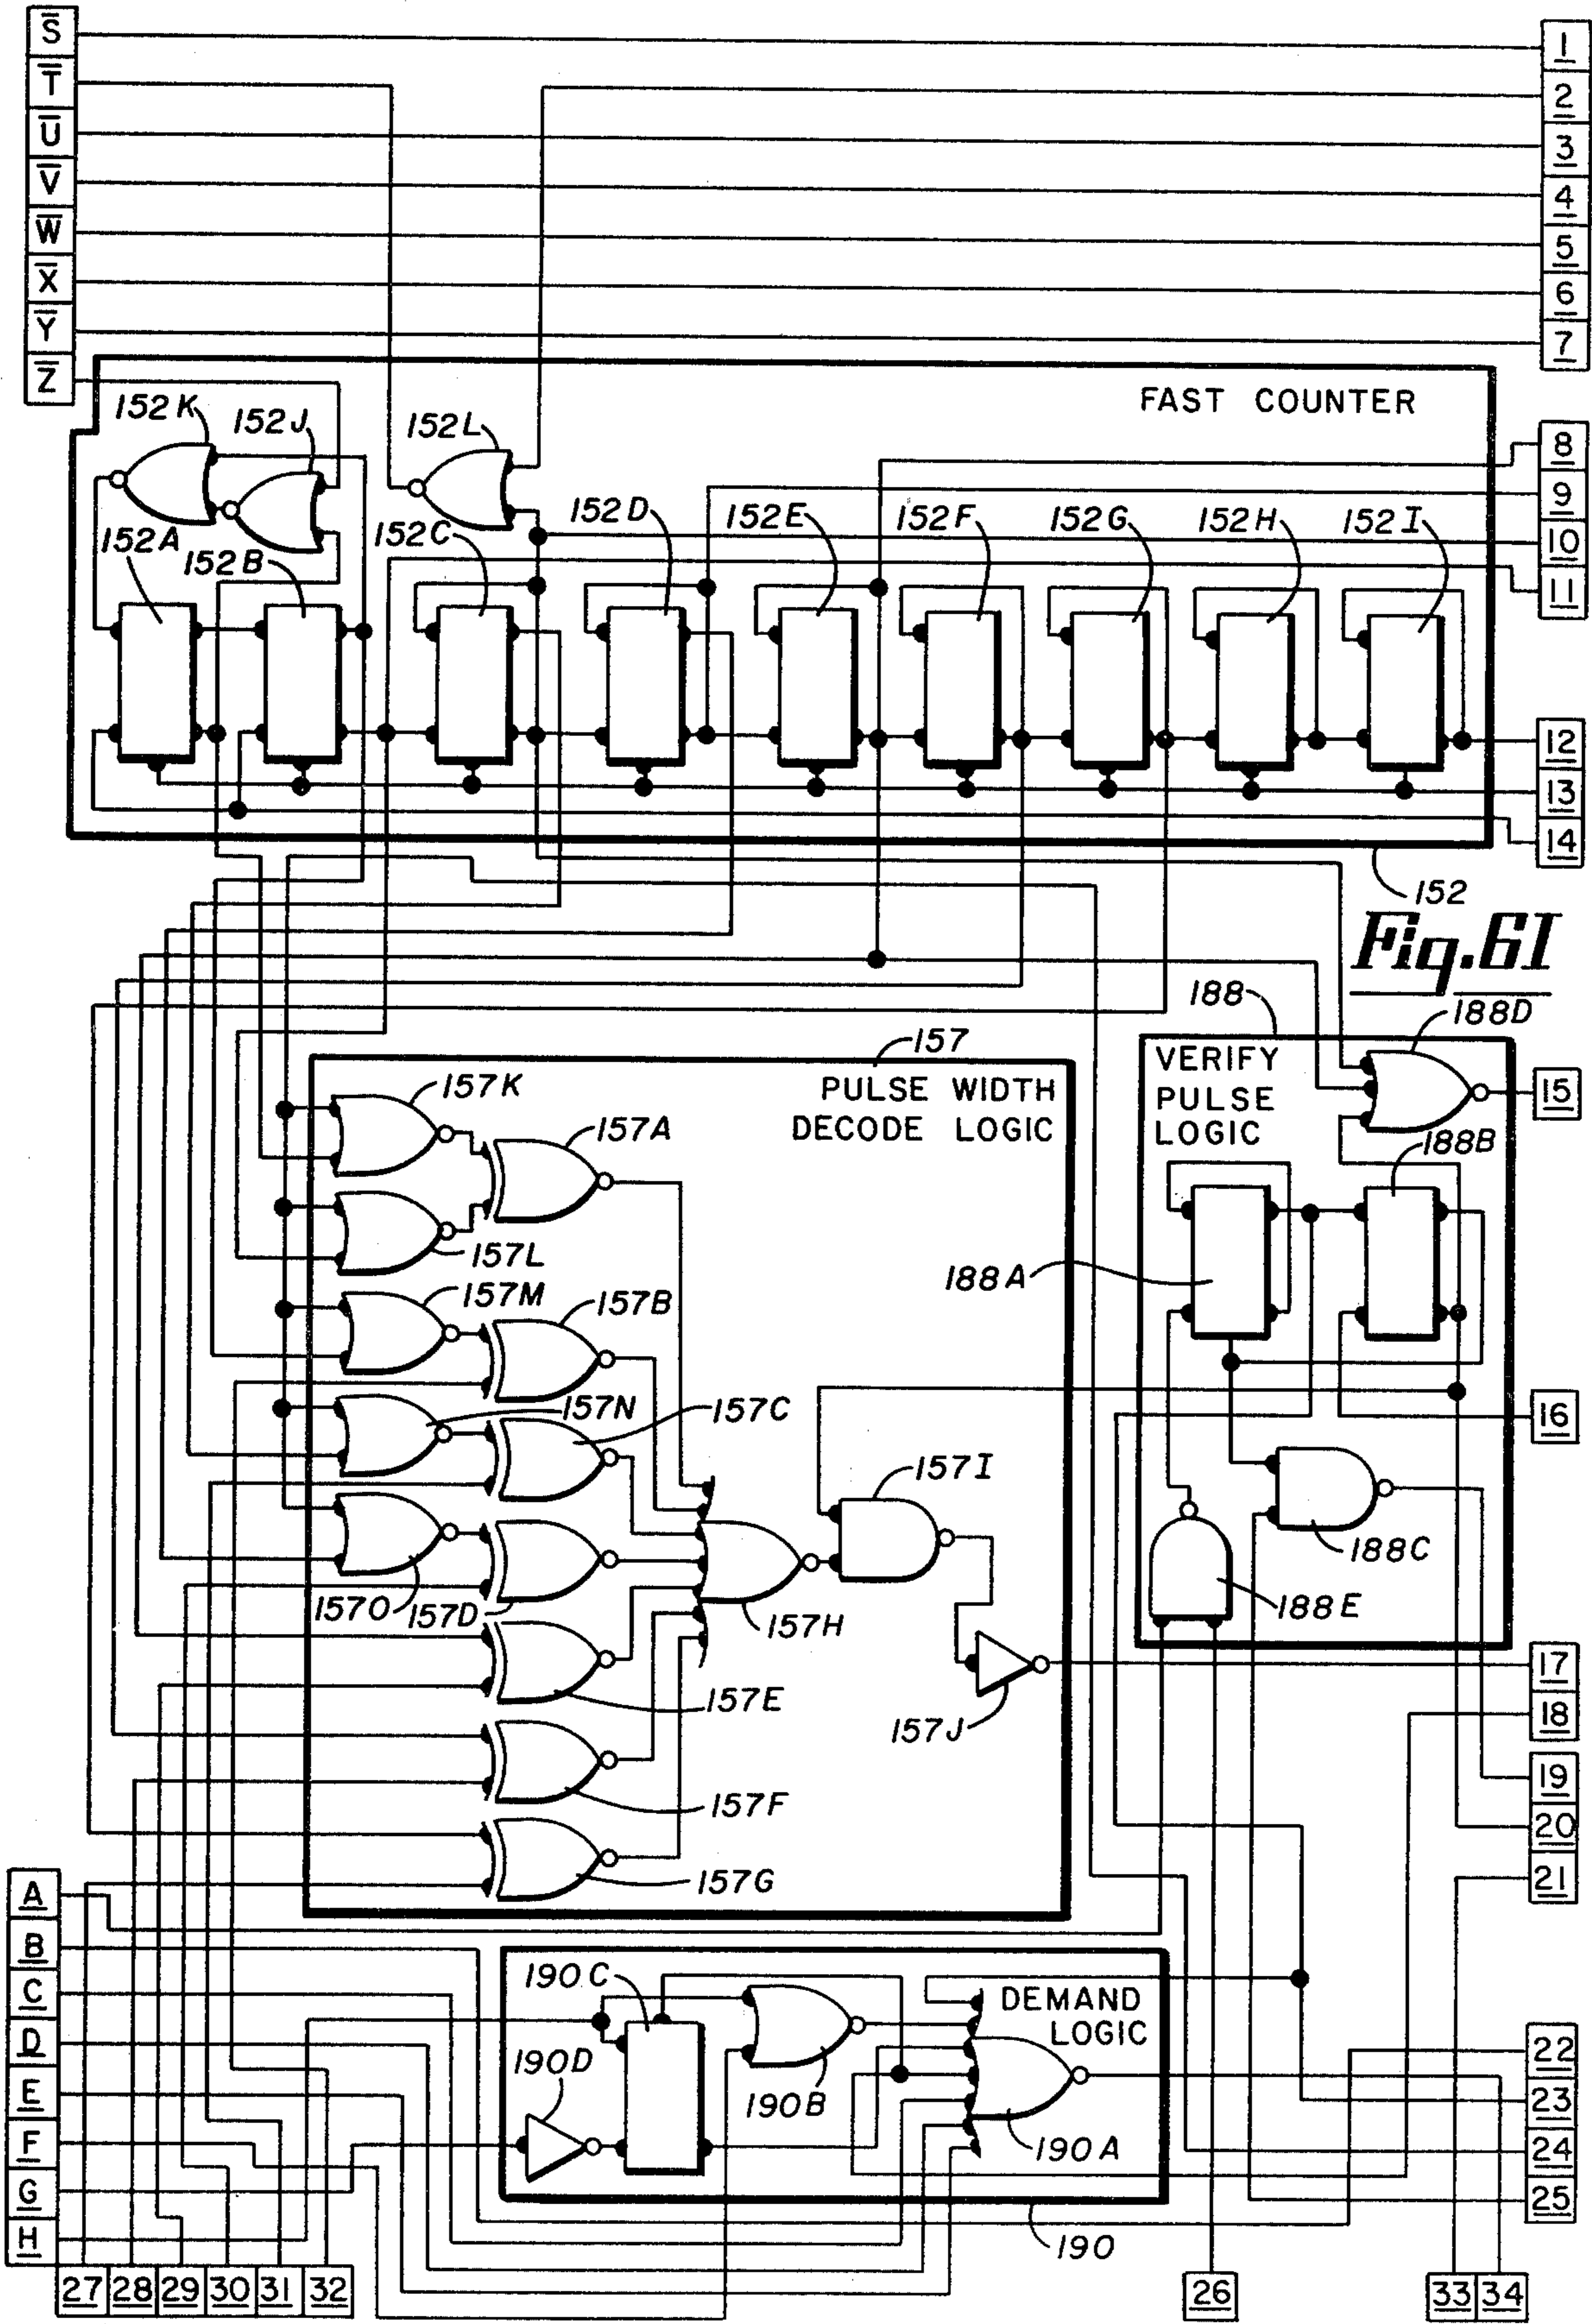 S̅
1
T̅
2
U̅
3
V̅
4
W̅
5
X̅
6
Y̅
7
Z̅
FAST COUNTER
152K
152J
152L
8
9
152A
152B
152C
152D
152E
152F
152G
152H
152I
10
11
12
13
14
152
Fig.6I
188
188D
157
PULSE WIDTH
DECODE LOGIC
VERIFY
PULSE
LOGIC
15
157K
157A
188B
157L
188A
157M
157B
157N
157C
16
157I
188C
157O
157D
157H
188E
157E
157J
17
18
157F
19
20
157G
21
A
B
C
D
E
F
G
H
190C
DEMAND
LOGIC
190D
190B
190A
22
23
24
25
190
27
28
29
30
31
32
26
33
34